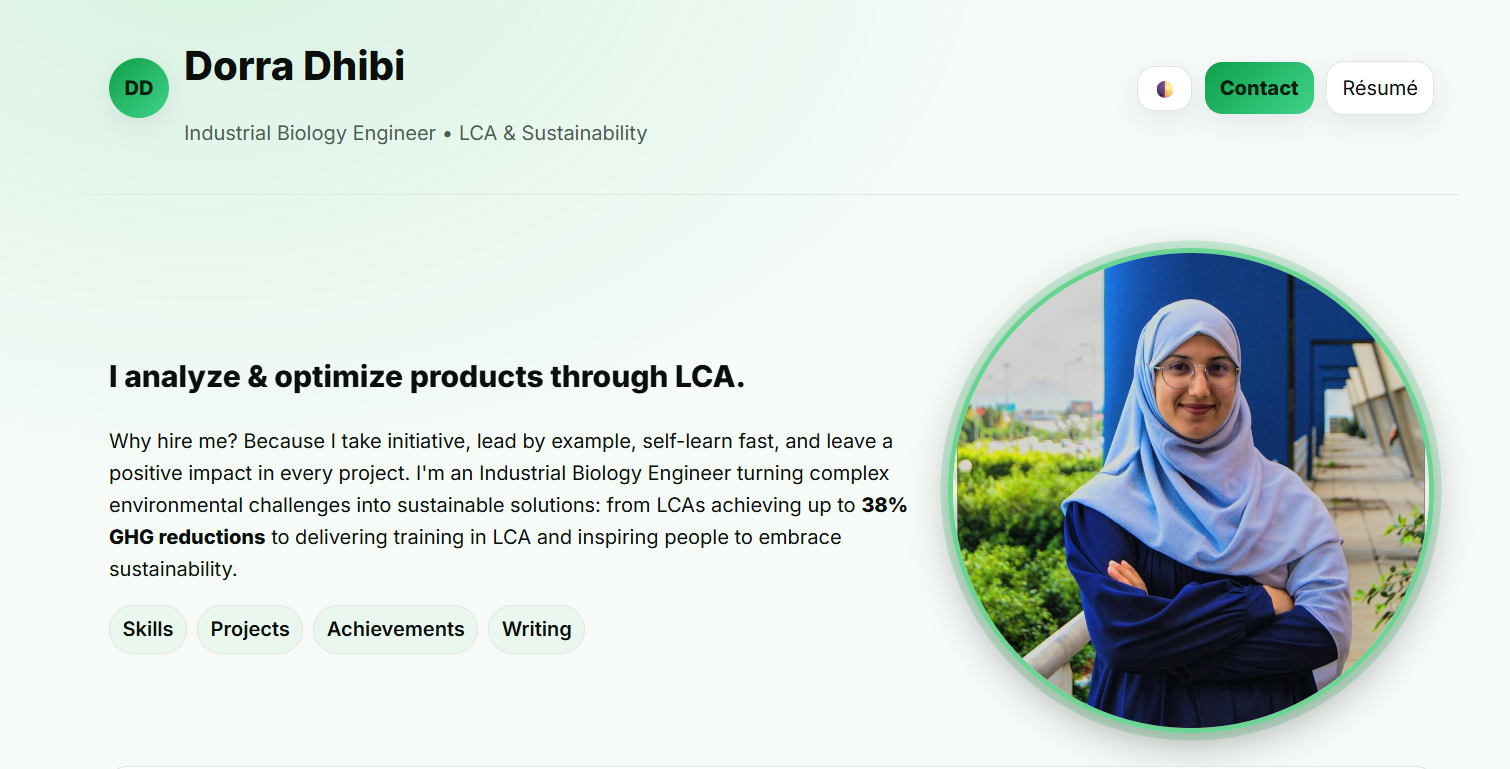 DD
Dorra Dhibi
Industrial Biology Engineer • LCA & Sustainability
Contact
Résumé
I analyze & optimize products through LCA.
Why hire me? Because I take initiative, lead by example, self-learn fast, and leave a
positive impact in every project. I'm an Industrial Biology Engineer turning complex
environmental challenges into sustainable solutions: from LCAs achieving up to 38%
GHG reductions to delivering training in LCA and inspiring people to embrace
sustainability.
Skills
Projects
Achievements
Writing